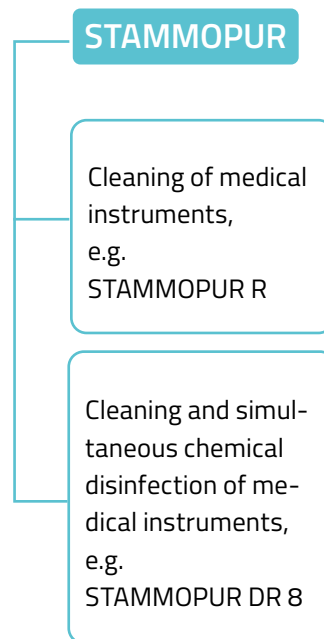 STAMMOPUR
Cleaning of medical
instruments,
e.g.
STAMMOPUR R
Cleaning and simul-
taneous chemical
disinfection of me-
dical instruments,
e.g.
STAMMOPUR DR 8